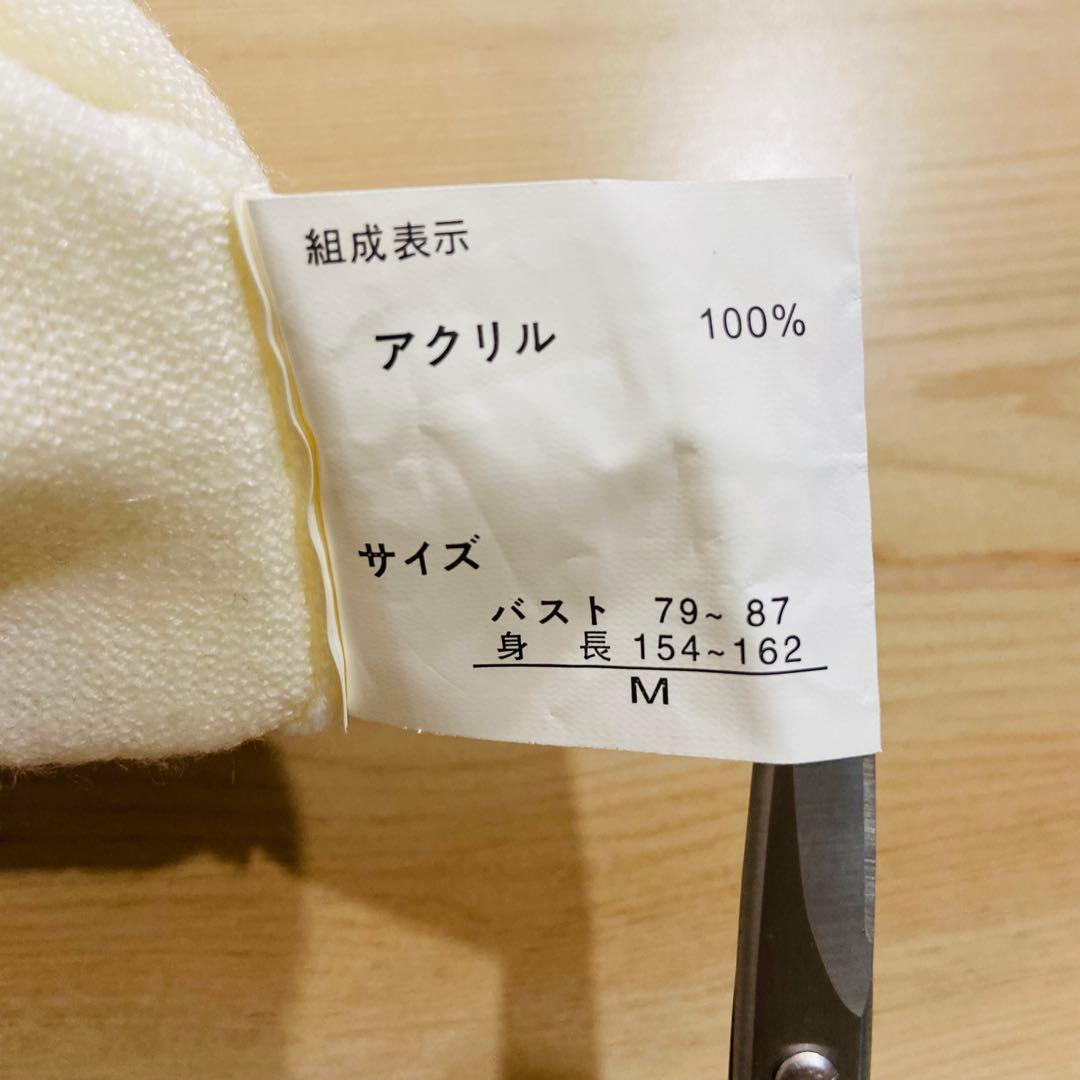 組成表示
アクリル 100%
サイズ
バスト 79~87
身長 154~162
M